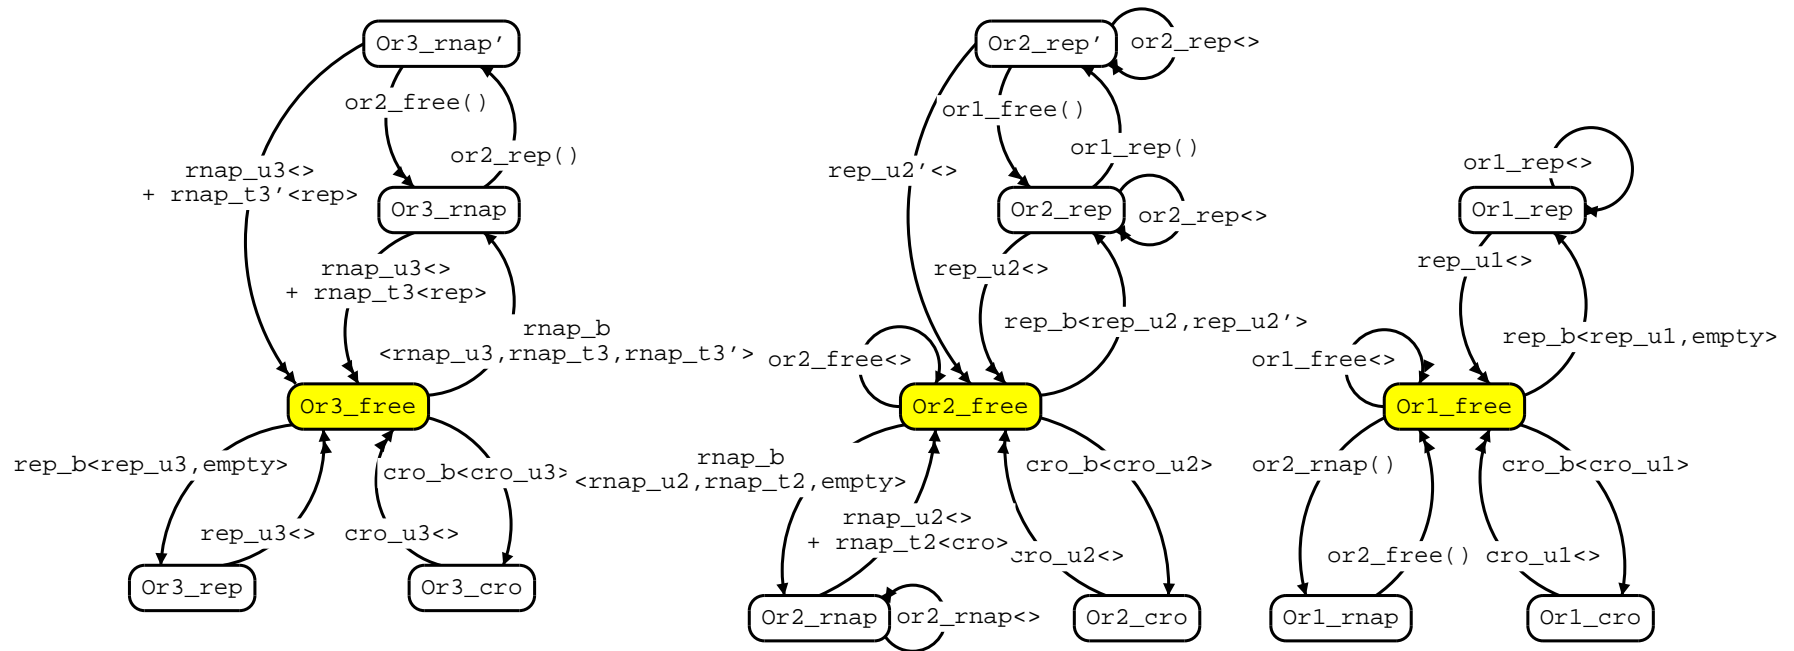 Or3_rnap’
or2_free()
or2_rep()
rnap_u3<>
+ rnap_t3’<rep>
Or3_rnap
rnap_u3<>
+ rnap_t3<rep>
rnap_b
<rnap_u3,rnap_t3,rnap_t3’>
Or3_free
rep_b<rep_u3,empty>
cro_b<cro_u3>
rep_u3<>
cro_u3<>
Or3_rep
Or3_cro
Or2_rep’
or2_rep<>
or1_free()
or1_rep()
rep_u2’<>
Or2_rep
or2_rep<>
rep_u2<>
rep_b<rep_u2,rep_u2’>
or2_free<>
Or2_free
rnap_b
<rnap_u2,rnap_t2,empty>
cro_b<cro_u2>
rnap_u2<>
+ rnap_t2<cro>
cro_u2<>
Or2_rnap
or2_rnap<>
Or2_cro
or1_rep<>
Or1_rep
rep_u1<>
rep_b<rep_u1,empty>
or1_free<>
Or1_free
or2_rnap()
cro_b<cro_u1>
or2_free()
cro_u1<>
Or1_rnap
Or1_cro